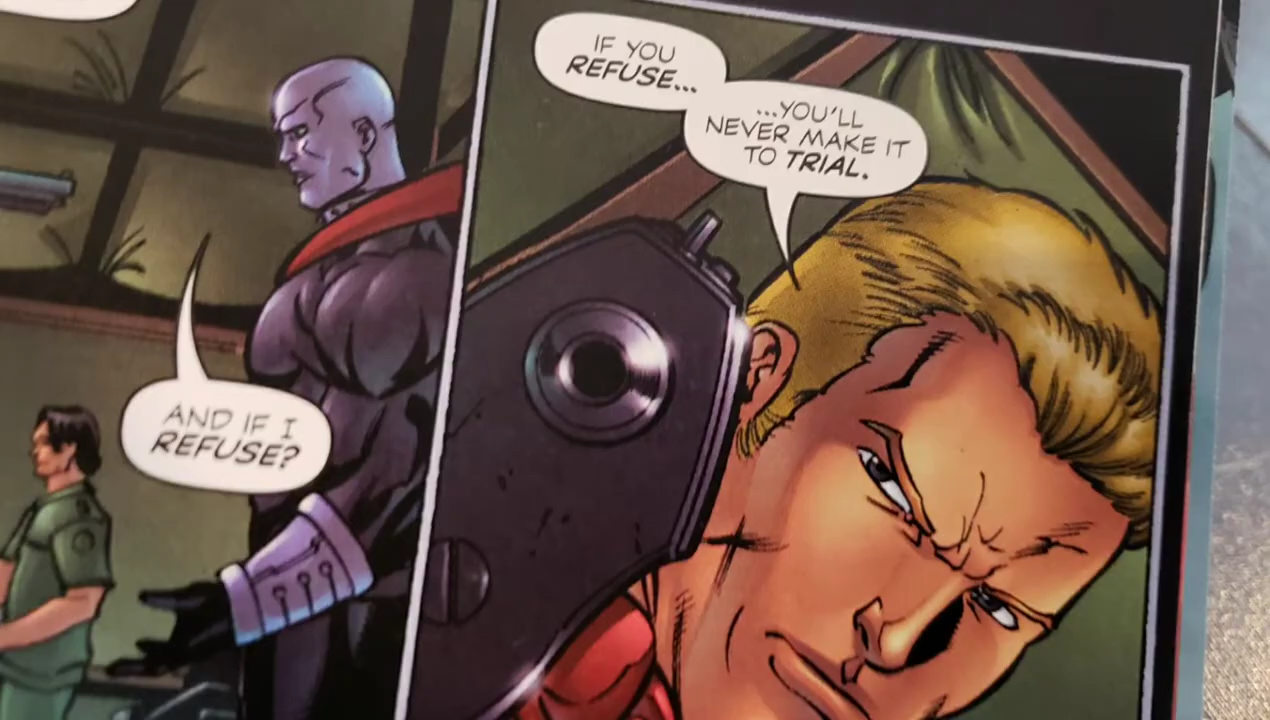 AND IF I
REFUSE?
IF YOU
REFUSE...
...YOU'LL
NEVER MAKE IT
TO TRIAL.